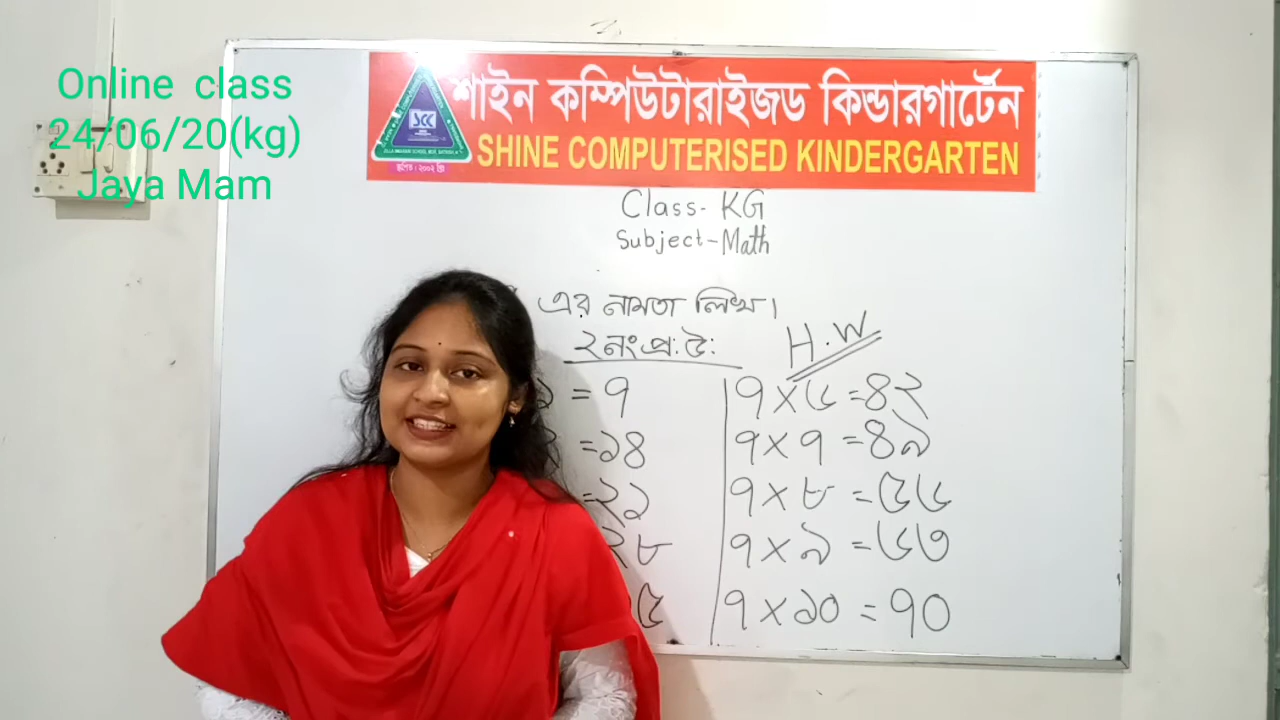 Online class
24/06/20(kg)
Jaya Mam
শাইন কম্পিউটারাইজড কিন্ডারগার্টেন
SHINE COMPUTERISED KINDERGARTEN
স্থাপিত : ২০০২ খ্রিঃ
Class- KG
Subject-Math
এর নামতা লিখ।
২নং প্র: উ:
H.W
= ৭
=১৪
=২১
২৮
৫
৭ x ৬ =৪২
৭ x ৭ =৪৯
৭ x ৮ =৫৬
৭ x ৯ =৬৩
৭ x ১০ = ৭০